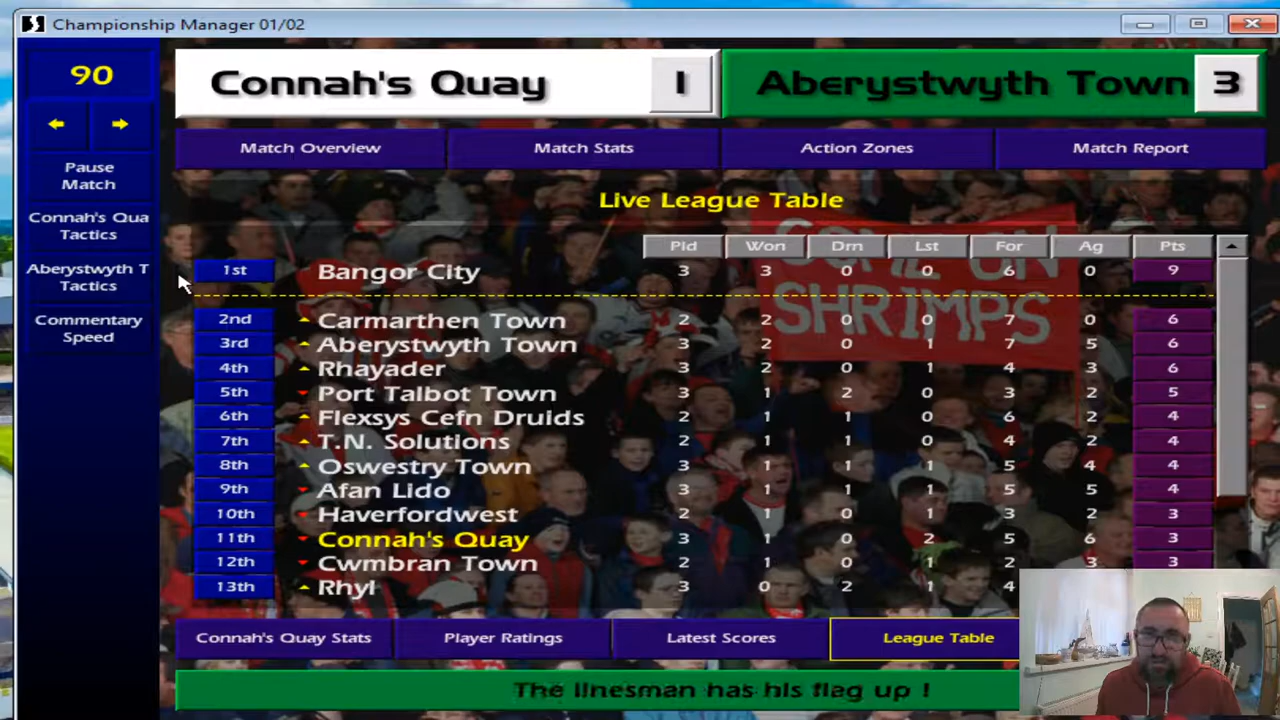 Championship Manager 01/02
90
Connah's Quay 1
Aberystwyth Town 3
Match Overview
Match Stats
Action Zones
Match Report
Pause Match
Connah's Qua Tactics
Aberystwyth T Tactics
Commentary Speed
Live League Table
COME ON
SHRIMPS
Pld Won Drn Lst For Ag Pts
1st Bangor City 3 3 0 0 6 0 9
2nd Carmarthen Town 2 2 0 0 7 0 6
3rd Aberystwyth Town 3 2 0 1 7 5 6
4th Rhayader 3 2 0 1 4 3 6
5th Port Talbot Town 3 1 2 0 3 2 5
6th Flexsys Cefn Druids 2 1 1 0 6 2 4
7th T.N. Solutions 2 1 1 0 4 2 4
8th Oswestry Town 3 1 1 1 5 4 4
9th Afan Lido 3 1 1 1 5 5 4
10th Haverfordwest 2 1 0 1 3 2 3
11th Connah's Quay 3 1 0 2 5 6 3
12th Cwmbran Town 2 1 0 1 2 3 3
13th Rhyl 3 0 2 1 4
Connah's Quay Stats
Player Ratings
Latest Scores
League Table
The linesman has his flag up !